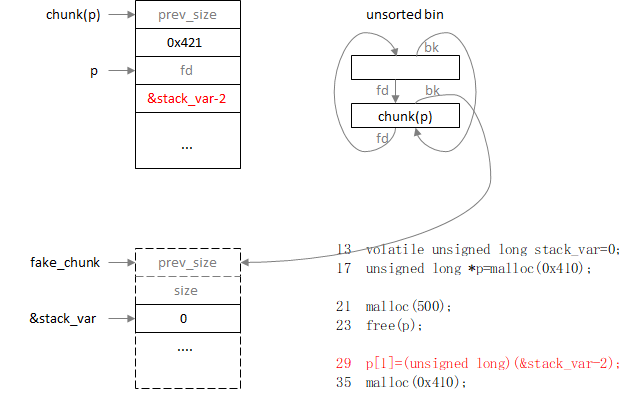 chunk(p)
prev_size
0x421
p
fd
&stack_var-2
...
unsorted bin
bk
fd
bk
chunk(p)
fd
fake_chunk
prev_size
size
&stack_var
0
....
13 volatile unsigned long stack_var=0;
17 unsigned long *p=malloc(0x410);
21 malloc(500);
23 free(p);
29 p[1]=(unsigned long)(&stack_var-2);
35 malloc(0x410);